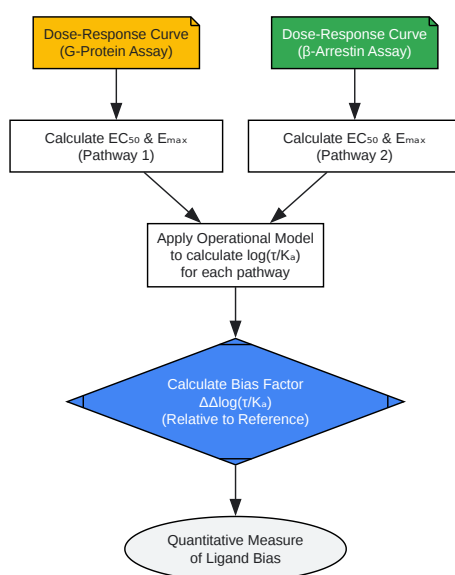 Dose-Response Curve
(G-Protein Assay)
Dose-Response Curve
(β-Arrestin Assay)
Calculate EC₅₀ & Eₘₐₓ
(Pathway 1)
Calculate EC₅₀ & Eₘₐₓ
(Pathway 2)
Apply Operational Model
to calculate log(τ/Kₐ)
for each pathway
Calculate Bias Factor
ΔΔlog(τ/Kₐ)
(Relative to Reference)
Quantitative Measure
of Ligand Bias